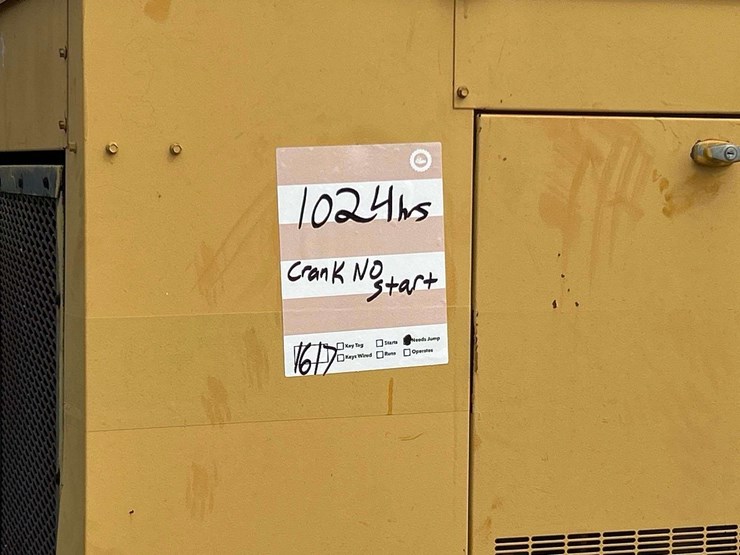 1024hrs
Crank NO
start
1617
Key Tag Starts Needs Jump
Keys Wired Runs Operates